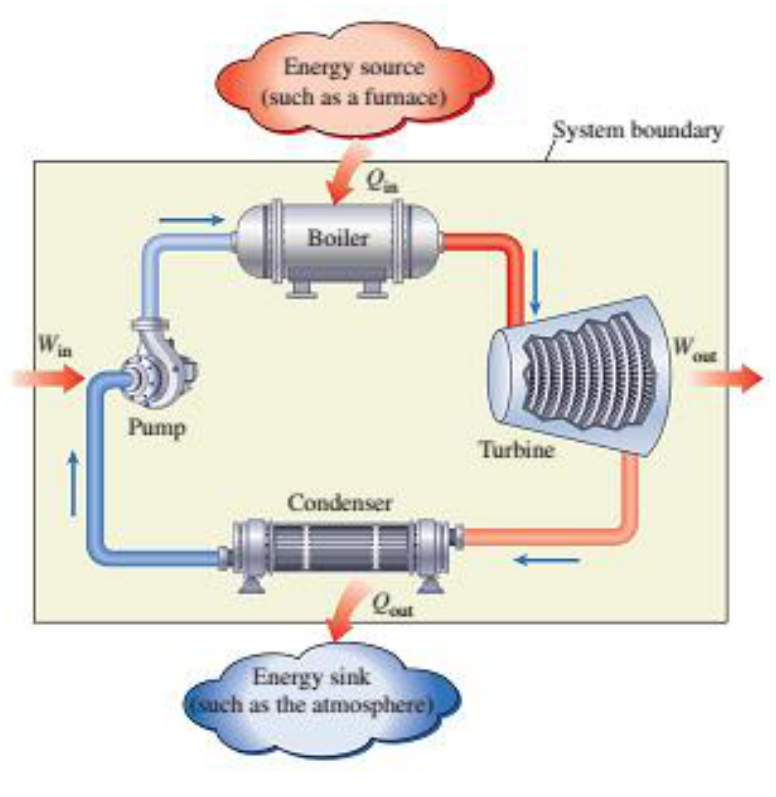 Energy source
(such as a furnace)
System boundary
Qin
Boiler
Win
Wout
Pump
Turbine
Condenser
Qout
Energy sink
(such as the atmosphere)